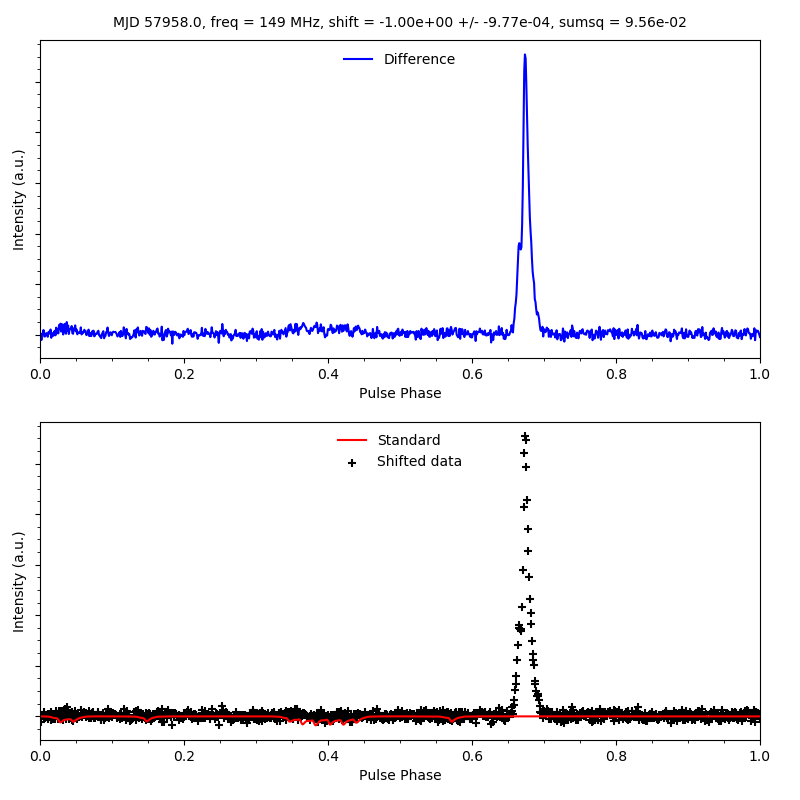 MJD 57958.0, freq = 149 MHz, shift = -1.00e+00 +/- -9.77e-04, sumsq = 9.56e-02
Difference
Intensity (a.u.)
0.0 0.2 0.4 0.6 0.8 1.0
Pulse Phase
Standard
Shifted data
Intensity (a.u.)
0.0 0.2 0.4 0.6 0.8 1.0
Pulse Phase